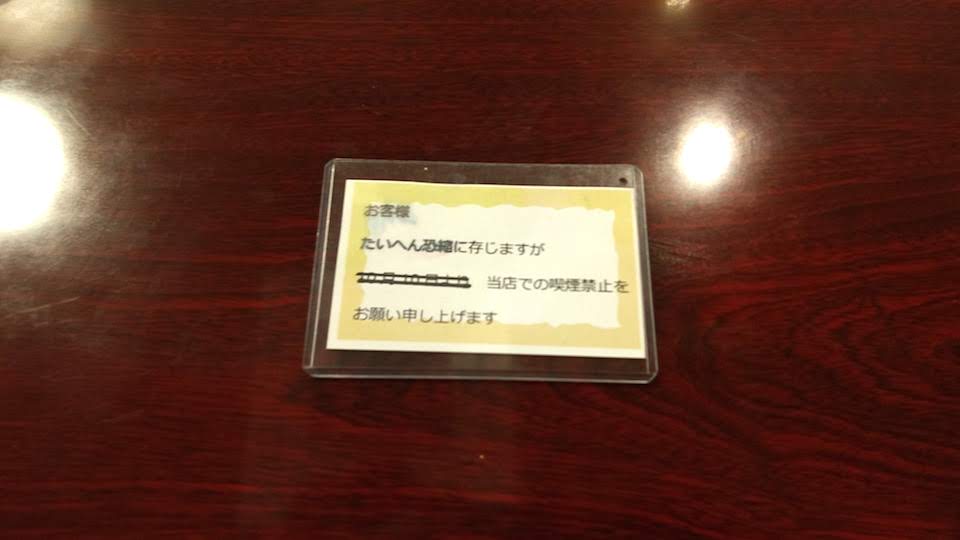 お客様
たいへん恐縮に存じますが
当店での喫煙禁止を
お願い申し上げます